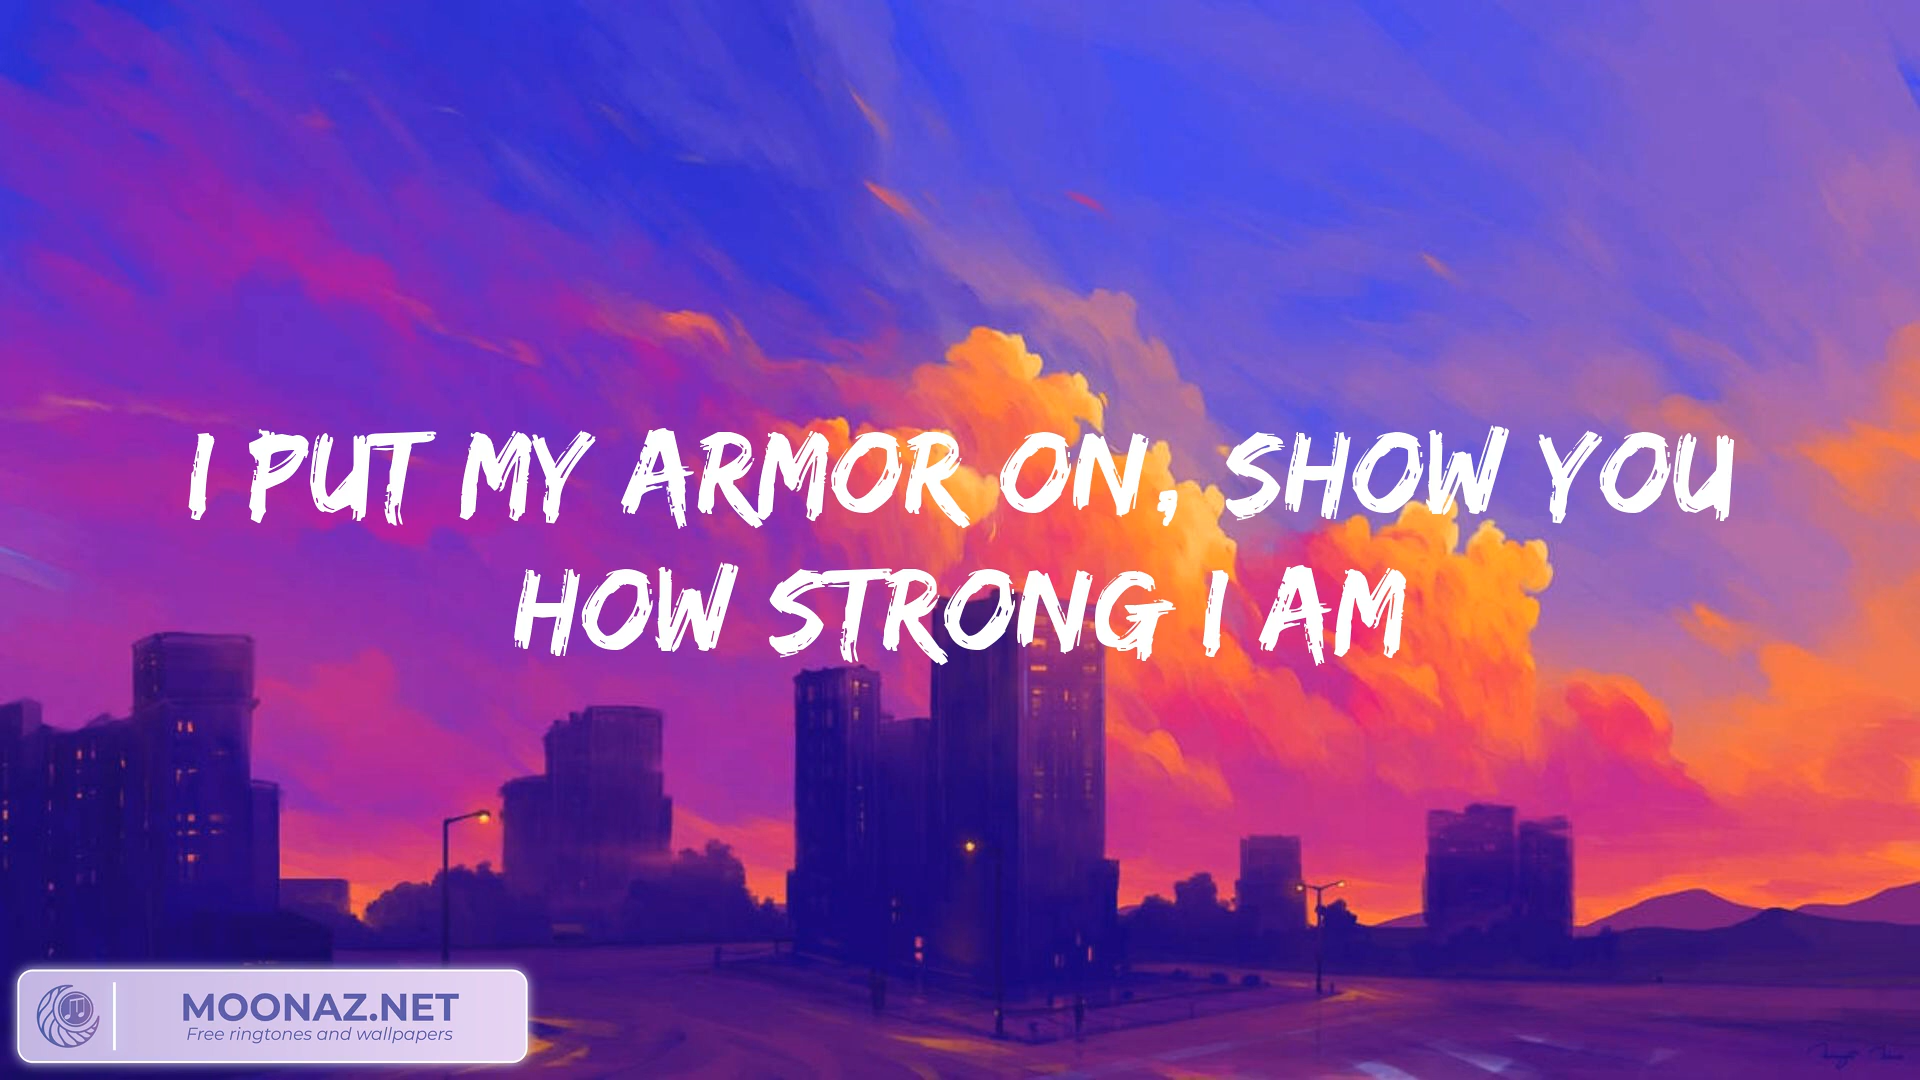 I PUT MY ARMOR ON, SHOW YOU
HOW STRONG I AM
MOONAZ.NET
Free ringtones and wallpapers